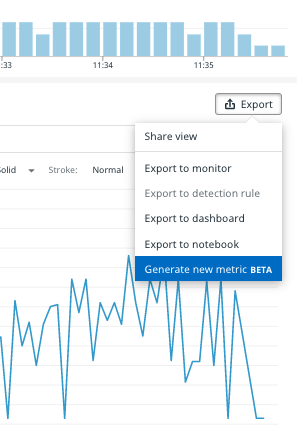 :33
11:34
11:35
Export
Share view
Export to monitor
olid Stroke: Normal
Export to detection rule
Export to dashboard
Export to notebook
Generate new metric BETA